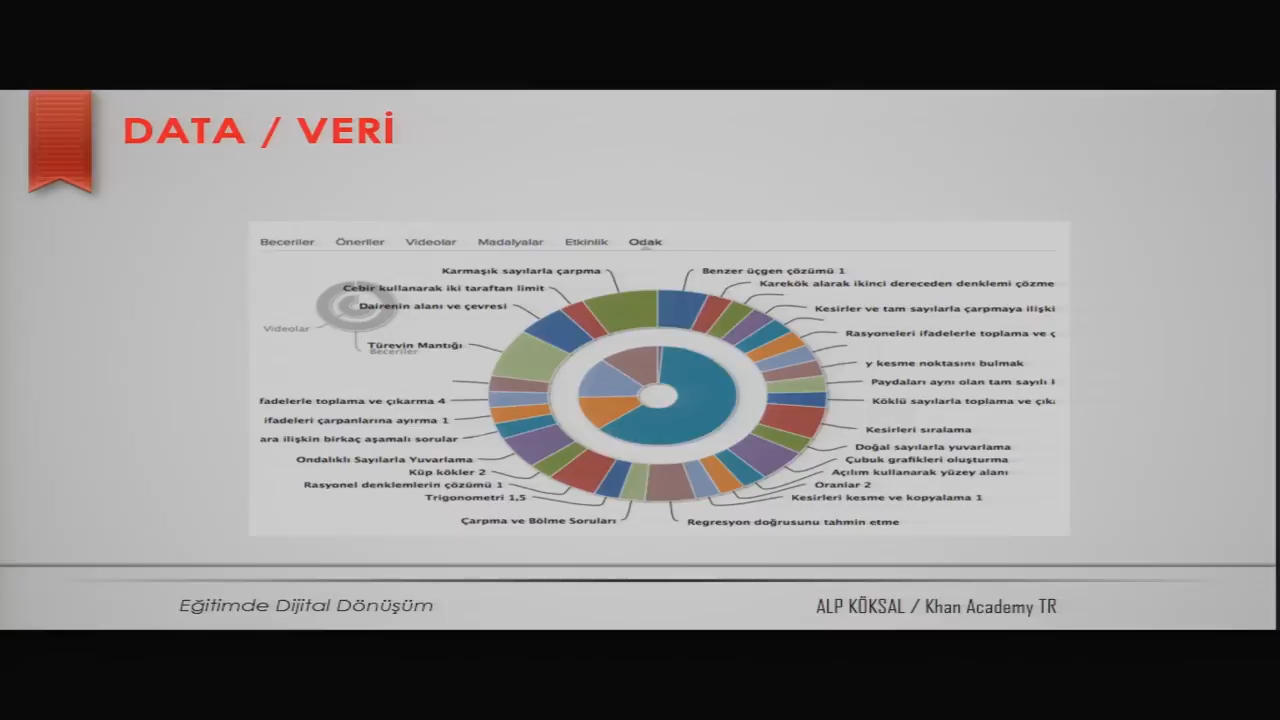 DATA / VERİ
Beceriler Öneriler Videolar Madalyalar Etkinlik Odak
Karmaşık sayılarla çarpma
Cebir kullanarak iki taraftan limit
Dairenin alanı ve çevresi
Videolar
Türevin Mantığı
Beceriler
fadelerle toplama ve çıkarma 4
ifadeleri çarpanlarına ayırma 1
ara ilişkin birkaç aşamalı sorular
Ondalıklı Sayılarla Yuvarlama
Küp kökler 2
Rasyonel denklemlerin çözümü 1
Trigonometri 1,5
Çarpma ve Bölme Soruları
Benzer üçgen çözümü 1
Karekök alarak ikinci dereceden denklemi çözme
Kesirler ve tam sayılarla çarpmaya ilişki
Rasyoneleri ifadelerle toplama ve ç
y kesme noktasını bulmak
Paydaları aynı olan tam sayılı
Köklü sayılarla toplama ve çık
Kesirleri sıralama
Doğal sayılarla yuvarlama
Çubuk grafikleri oluşturma
Açılım kullanarak yüzey alanı
Oranlar 2
Kesirleri kesme ve kopyalama 1
Regresyon doğrusunu tahmin etme
Eğitimde Dijital Dönüşüm
ALP KÖKSAL / Khan Academy TR